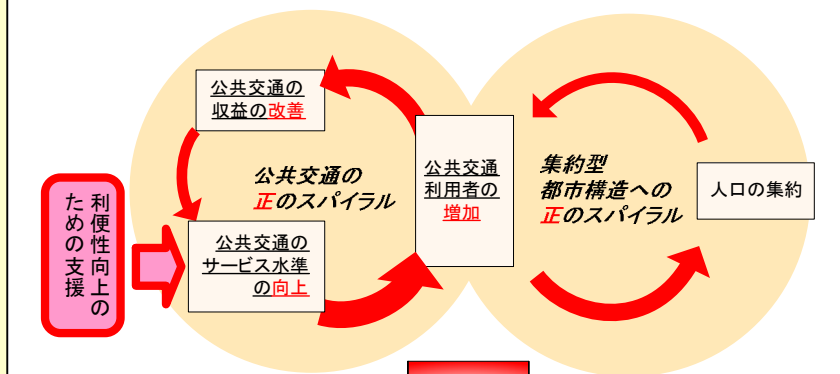 公共交通の
収益の改善
公共交通の
正のスパイラル
公共交通
利用者の
増加
集約型
都市構造への
正のスパイラル
人口の集約
利便性向上の
ための支援
公共交通の
サービス水準
の向上